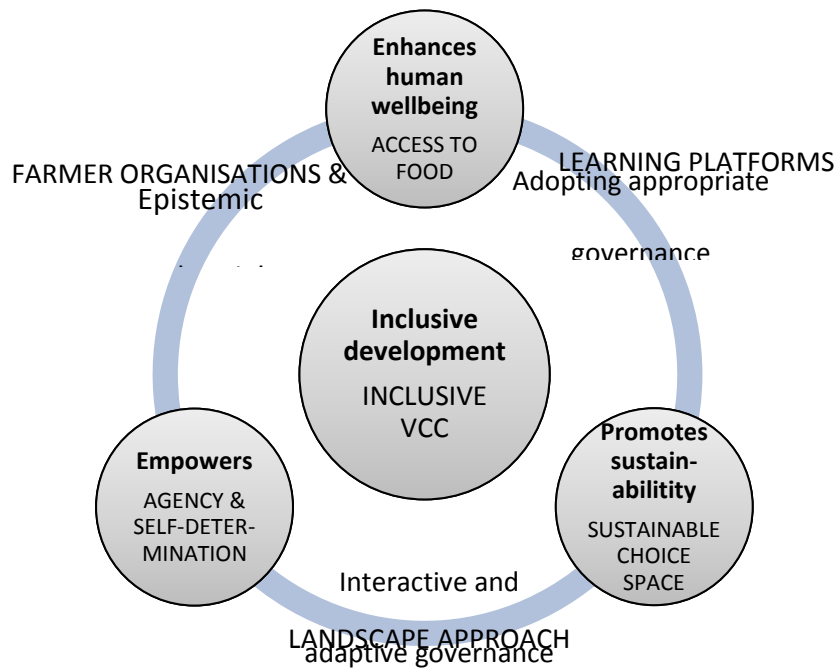 Enhances
human
wellbeing
ACCESS TO
FOOD
FARMER ORGANISATIONS &
Epistemic
LEARNING PLATFORMS
Adopting appropriate
governance
Inclusive
development
INCLUSIVE
VCC
Empowers
AGENCY &
SELF-DETER-
MINATION
Promotes
sustain-
abilitity
SUSTAINABLE
CHOICE
SPACE
Interactive and
LANDSCAPE APPROACH
adaptive governance